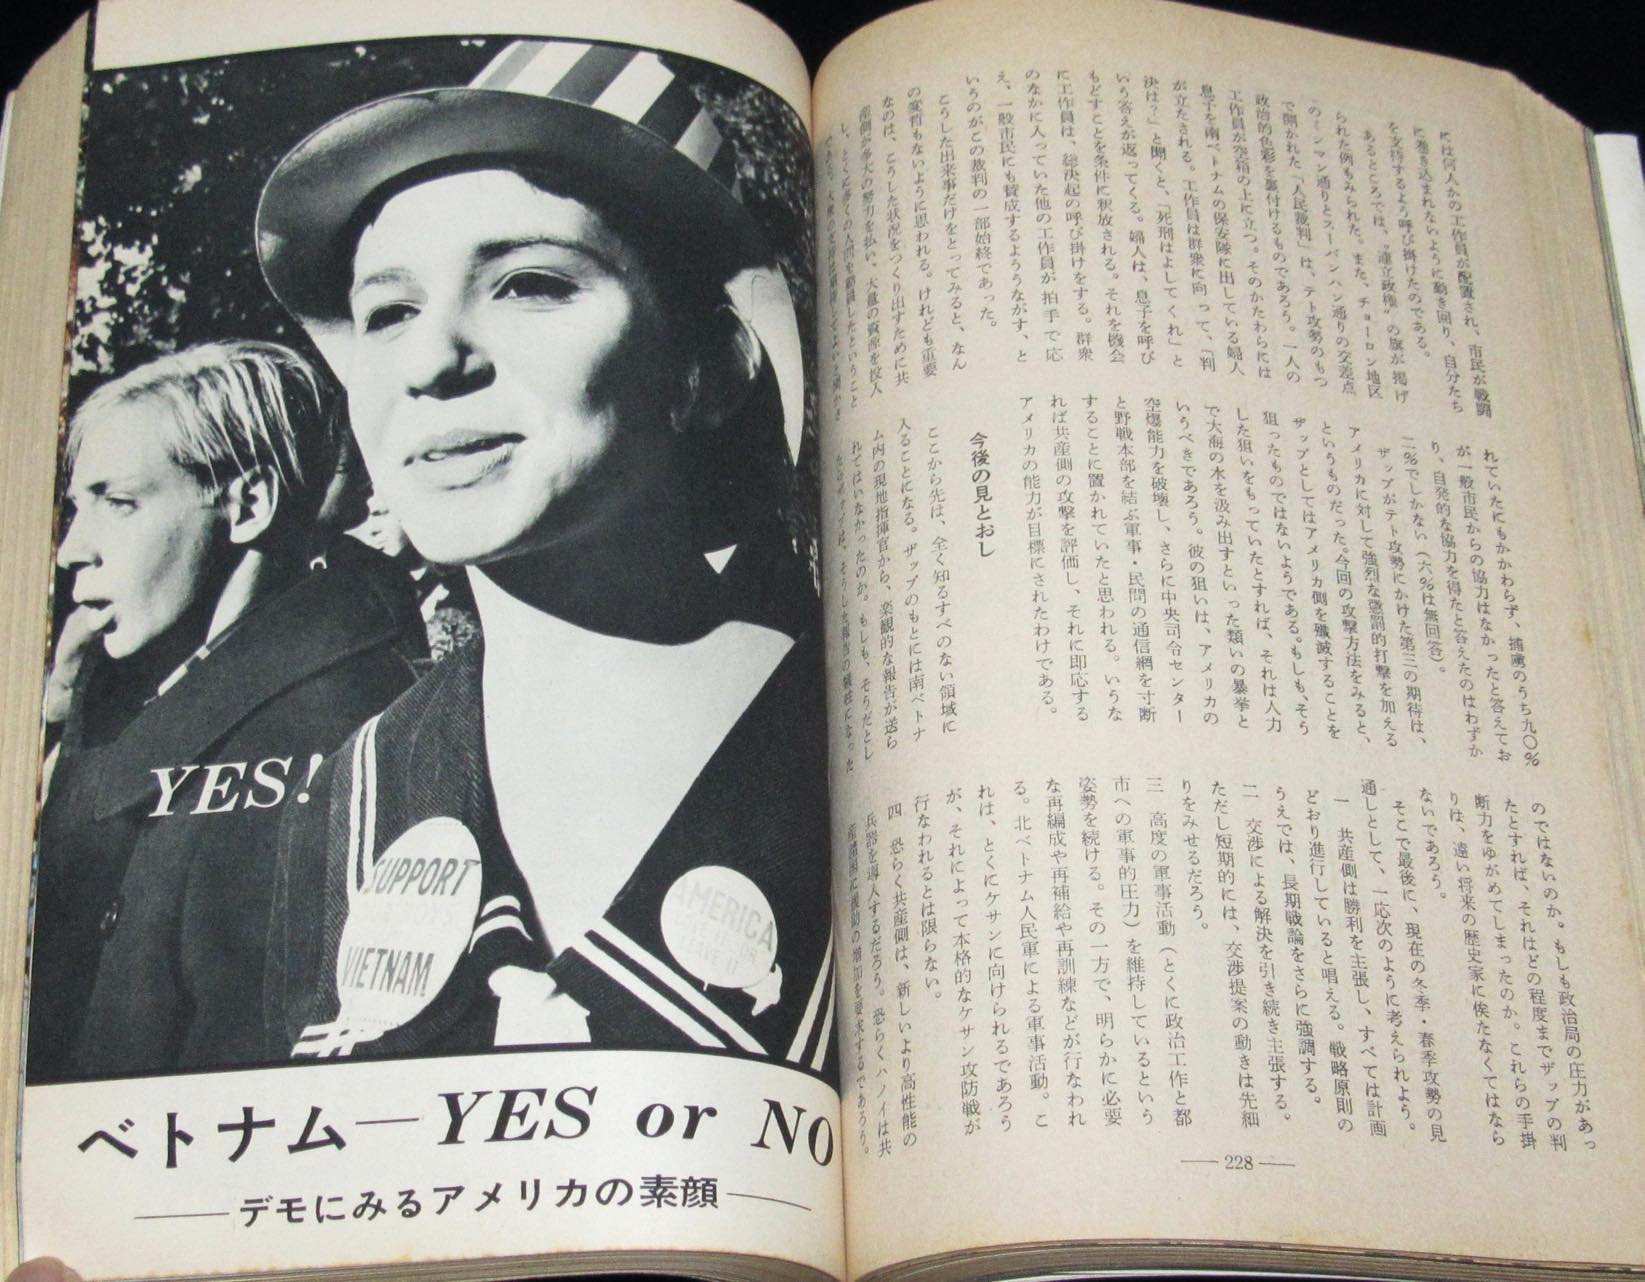 には何人かの工作員が配置され、市民が戦闘
に巻き込まれないように動き回り、自分たち
を支持するよう呼び掛けたのである。
あるところでは、"連立政権"の旗が掲げ
られた例もみられた。また、チョーロン地区
で開かれた「人民裁判」は、テト攻勢のもつ
政治的色彩を裏付けるものであろう。一人の
工作員が空箱の上に立つ。そのかたわらには
息子を南ベトナムの保安隊に出している婦人
が立たされる。工作員は群衆に向って、「判
決は？」と聞くと、「死刑はよしてくれ」と
いう答えが返ってくる。婦人は、息子を呼び
もどすことを条件に釈放される。それを機会
に工作員は、総決起の呼び掛けをする。群衆
のなかに入っていた他の工作員が拍手で応
え、一般市民にも賛成するよううながす、と
いうのがこの裁判の一部始終であった。
こうした出来事だけをとってみると、なん
の変哲もないように思われる。けれども重要
なのは、こうした状況をつくり出すために共
産側が多大の努力を払い、大量の資源を投入
し、とくに多くの人間を動員したということ
れていたにもかかわらず、捕虜のうち九〇％
が一般市民からの協力はなかったと答えてお
り、自発的な協力を得たと答えたのはわずか
二％でしかない（六％は無回答）。
ザップがテト攻勢にかけた第三の期待は、
アメリカに対して強烈な懲罰的打撃を加える
というものだった。今回の攻撃方法をみると、
ザップとしてはアメリカ側を殲滅することを
狙ったものではないようである。もしも、そう
した狙いをもっていたとすれば、それは人力
で大海の水を汲み出すといった類いの暴挙と
いうべきであろう。彼の狙いは、アメリカの
空爆能力を破壊し、さらに中央司令センター
と野戦本部を結ぶ軍事・民間の通信網を寸断
することに置かれていたと思われる。いうな
れば共産側の攻撃を評価し、それに即応する
アメリカの能力が目標にされたわけである。
今後の見とおし
ここから先は、全く知るすべのない領域に
入ることになる。ザップのもとには南ベトナ
ム内の現地指揮官から、楽観的な報告が送ら
れてはいなかったのか。もしも、そうだとし
のではないのか。もしも政治局の圧力があっ
たとすれば、それはどの程度までザップの判
断力をゆがめてしまったのか。これらの手掛
りは、遠い将来の歴史家に俟たなくてはなら
ないであろう。
そこで最後に、現在の冬季・春季攻勢の見
通しとして、一応次のように考えられよう。
一 共産側は勝利を主張し、すべては計画
どおり進行していると唱える。戦略原則の
うえでは、長期戦論をさらに強調する。
二 交渉による解決を引き続き主張する。
ただし短期的には、交渉提案の動きは先細
りをみせるだろう。
三 高度の軍事活動（とくに政治工作と都
市への軍事的圧力）を維持しているという
姿勢を続ける。その一方で、明らかに必要
な再編成や再補給や再訓練などが行なわれ
る。北ベトナム人民軍による軍事活動。こ
れは、とくにケサンに向けられるであろう
が、それによって本格的なケサン攻防戦が
行なわれるとは限らない。
四 恐らく共産側は、新しいより高性能の
兵器を導入するだろう。恐らくハノイは共
産諸国に援助の増加を要求するであろう。
—228—
YES!
SUPPORT
VIETNAM
AMERICA
ベトナム—YES or NO
—デモにみるアメリカの素顔—